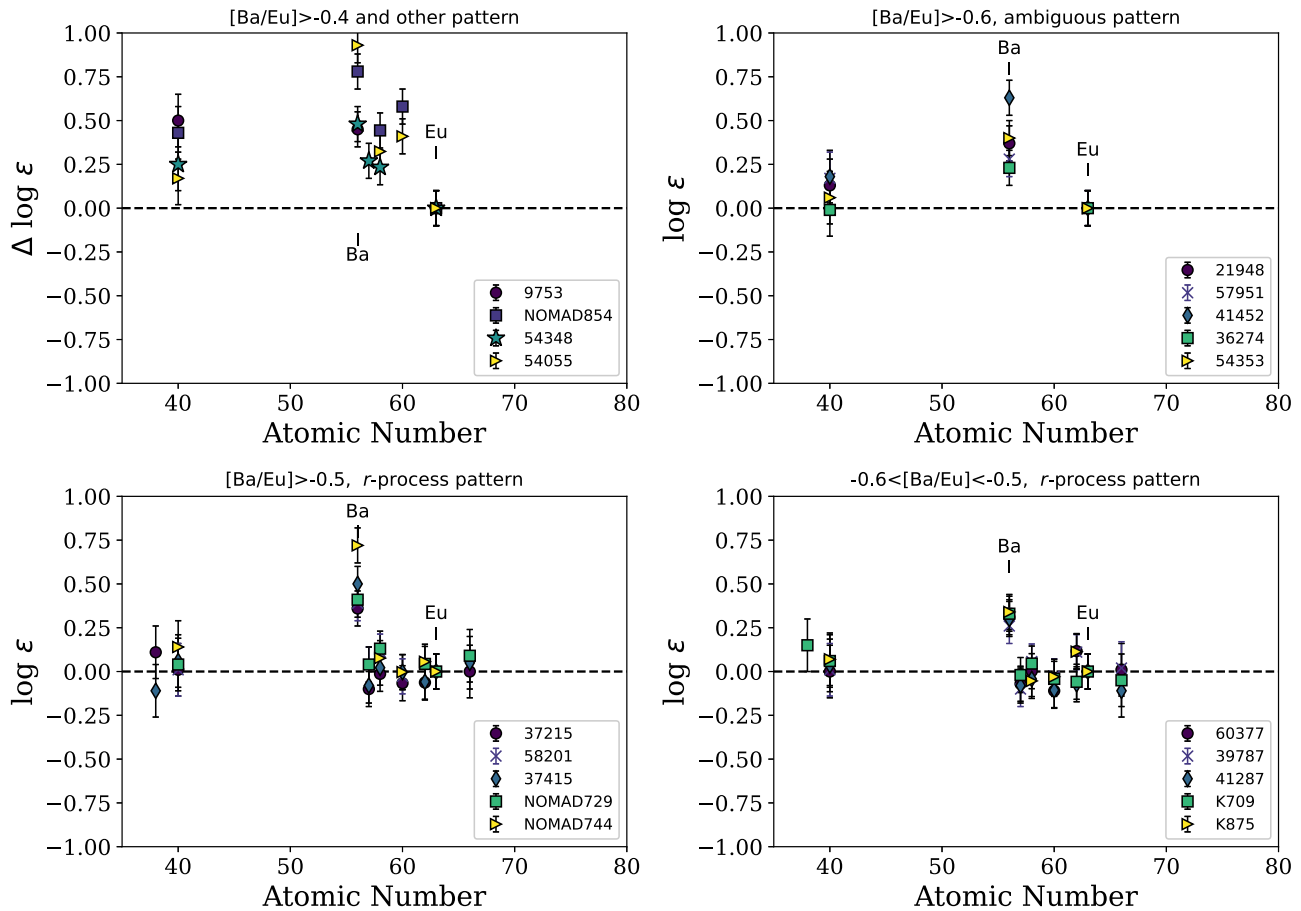 [Ba/Eu]>-0.4 and other pattern
1.00
0.75
0.50
0.25
0.00
−0.25
−0.50
−0.75
−1.00
Δ log ε
Ba
Eu
9753
NOMAD854
54348
54055
40 50 60 70 80
Atomic Number
[Ba/Eu]>-0.6, ambiguous pattern
1.00
0.75
0.50
0.25
0.00
−0.25
−0.50
−0.75
−1.00
log ε
Ba
Eu
21948
57951
41452
36274
54353
40 50 60 70 80
Atomic Number
[Ba/Eu]>-0.5, r-process pattern
1.00
0.75
0.50
0.25
0.00
−0.25
−0.50
−0.75
−1.00
log ε
Ba
Eu
37215
58201
37415
NOMAD729
NOMAD744
40 50 60 70 80
Atomic Number
-0.6<[Ba/Eu]<-0.5, r-process pattern
1.00
0.75
0.50
0.25
0.00
−0.25
−0.50
−0.75
−1.00
log ε
Ba
Eu
60377
39787
41287
K709
K875
40 50 60 70 80
Atomic Number